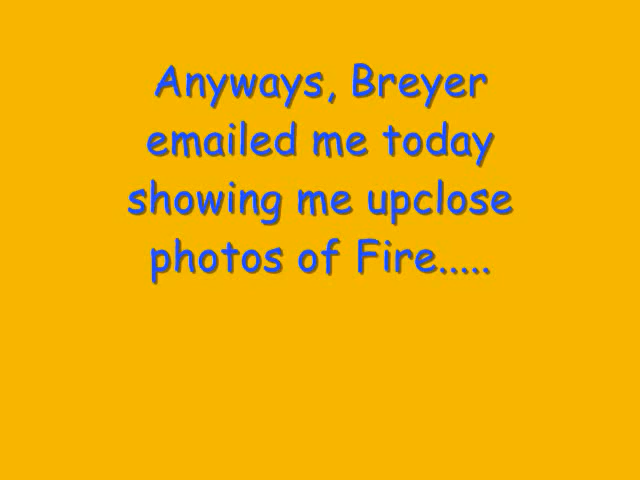 Anyways, Breyer
emailed me today
showing me upclose
photos of Fire.....